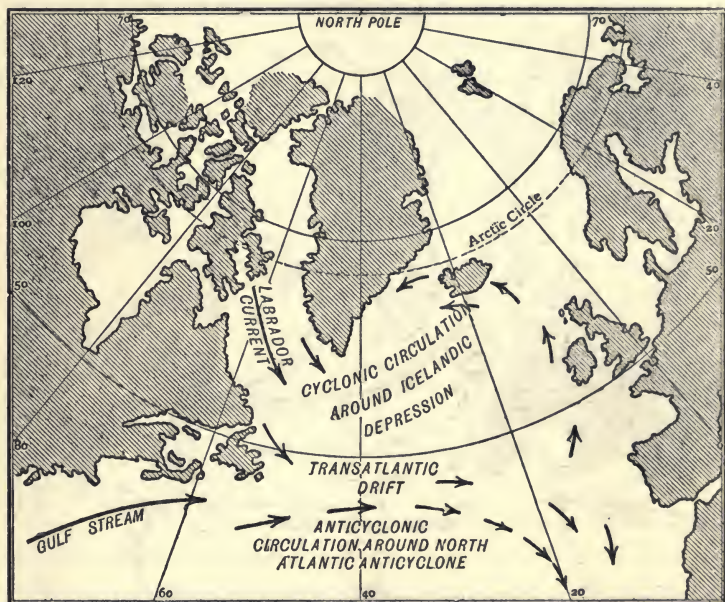 70
NORTH POLE
70
120
40
Arctic Circle
100
20
50
50
LABRADOR
CURRENT
CYCLONIC CIRCULATION
AROUND ICELANDIC
DEPRESSION
80
TRANSATLANTIC
DRIFT
GULF STREAM
ANTICYCLONIC
CIRCULATION AROUND NORTH
ATLANTIC ANTICYCLONE
60
40
20